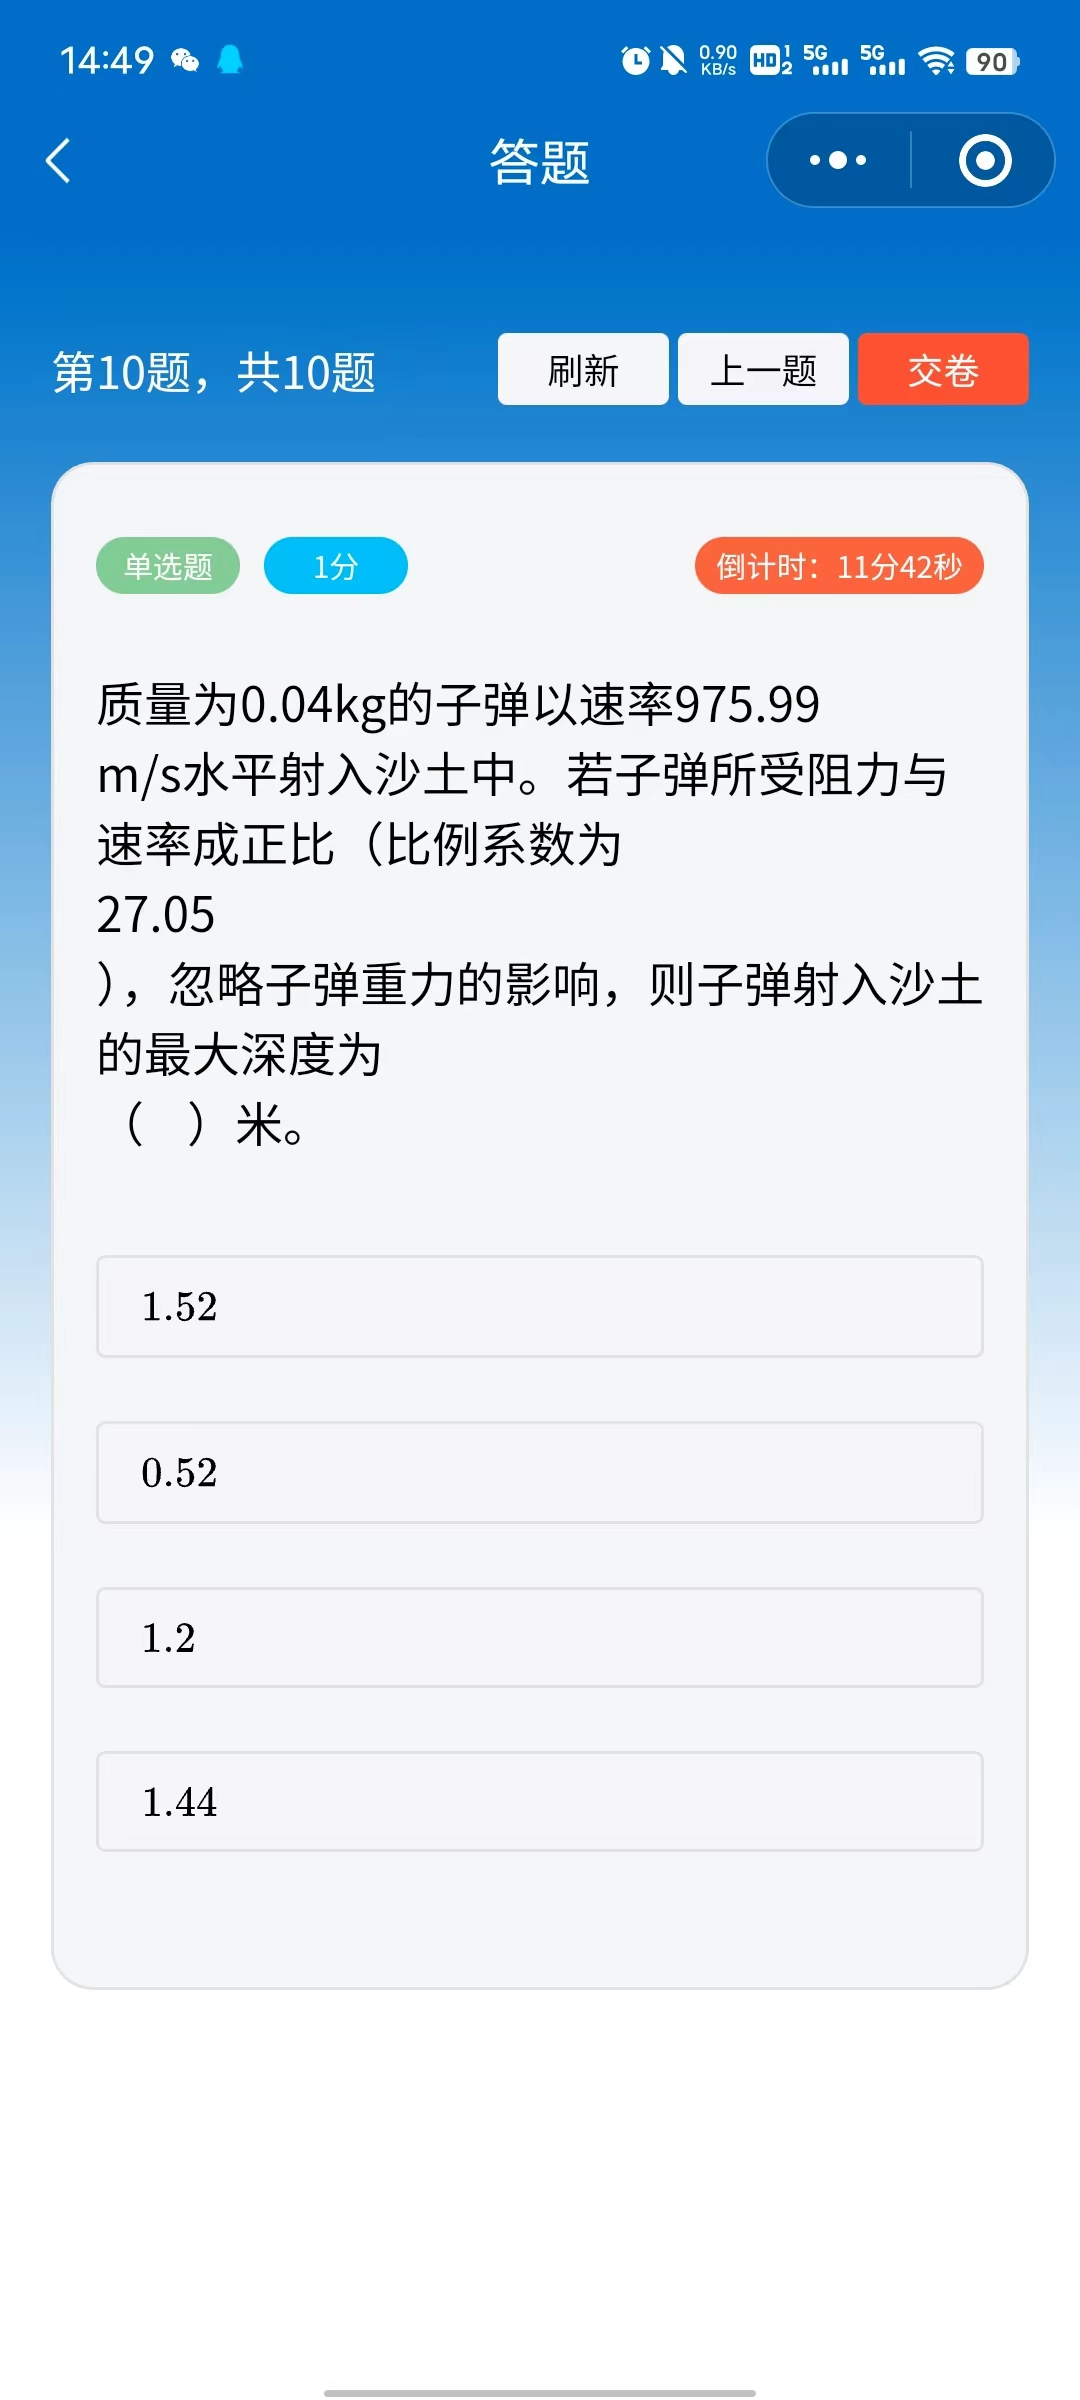 14:49
0.90 KB/s HD 1 2 5G 5G 90
答题
第10题，共10题
刷新
上一题
交卷
单选题
1分
倒计时：11分42秒
质量为0.04kg的子弹以速率975.99
m/s水平射入沙土中。若子弹所受阻力与
速率成正比（比例系数为
27.05
），忽略子弹重力的影响，则子弹射入沙土
的最大深度为
（　）米。
1.52
0.52
1.2
1.44